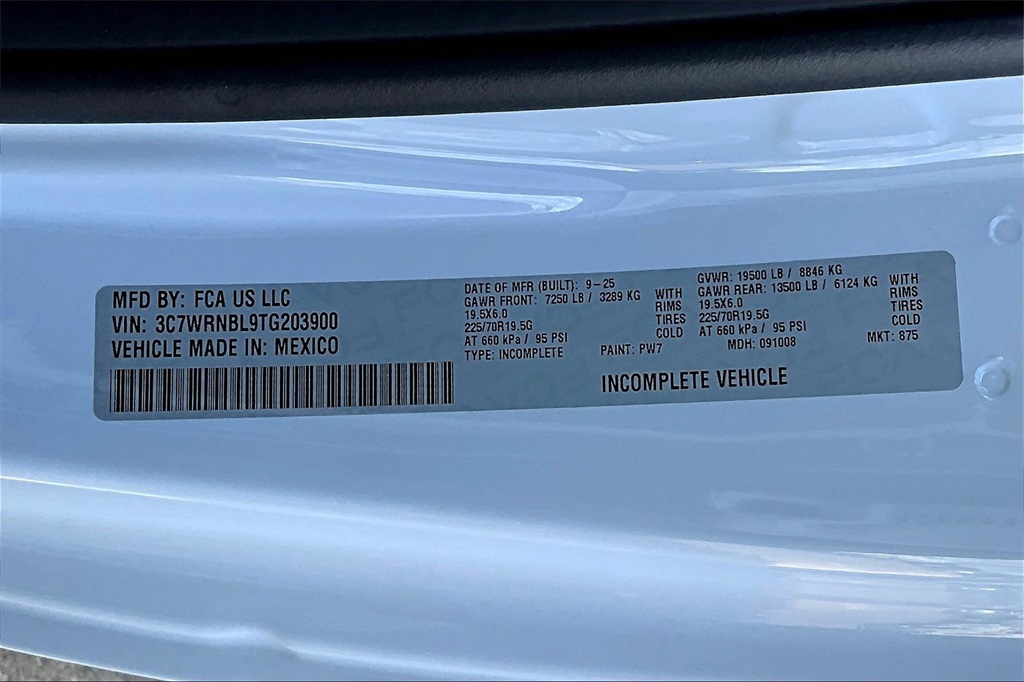 MFD BY: FCA US LLC
VIN: 3C7WRNBL9TG203900
VEHICLE MADE IN: MEXICO
DATE OF MFR (BUILT): 9-25
GAWR FRONT: 7250 LB / 3289 KG WITH
19.5X6.0 RIMS
225/70R19.5G TIRES
AT 660 kPa / 95 PSI COLD
TYPE: INCOMPLETE
PAINT: PW7
GVWR: 19500 LB / 8846 KG
GAWR REAR: 13500 LB / 6124 KG WITH
19.5X6.0 RIMS
225/70R19.5G TIRES
AT 660 kPa / 95 PSI COLD
MDH: 091008 MKT: 875
INCOMPLETE VEHICLE